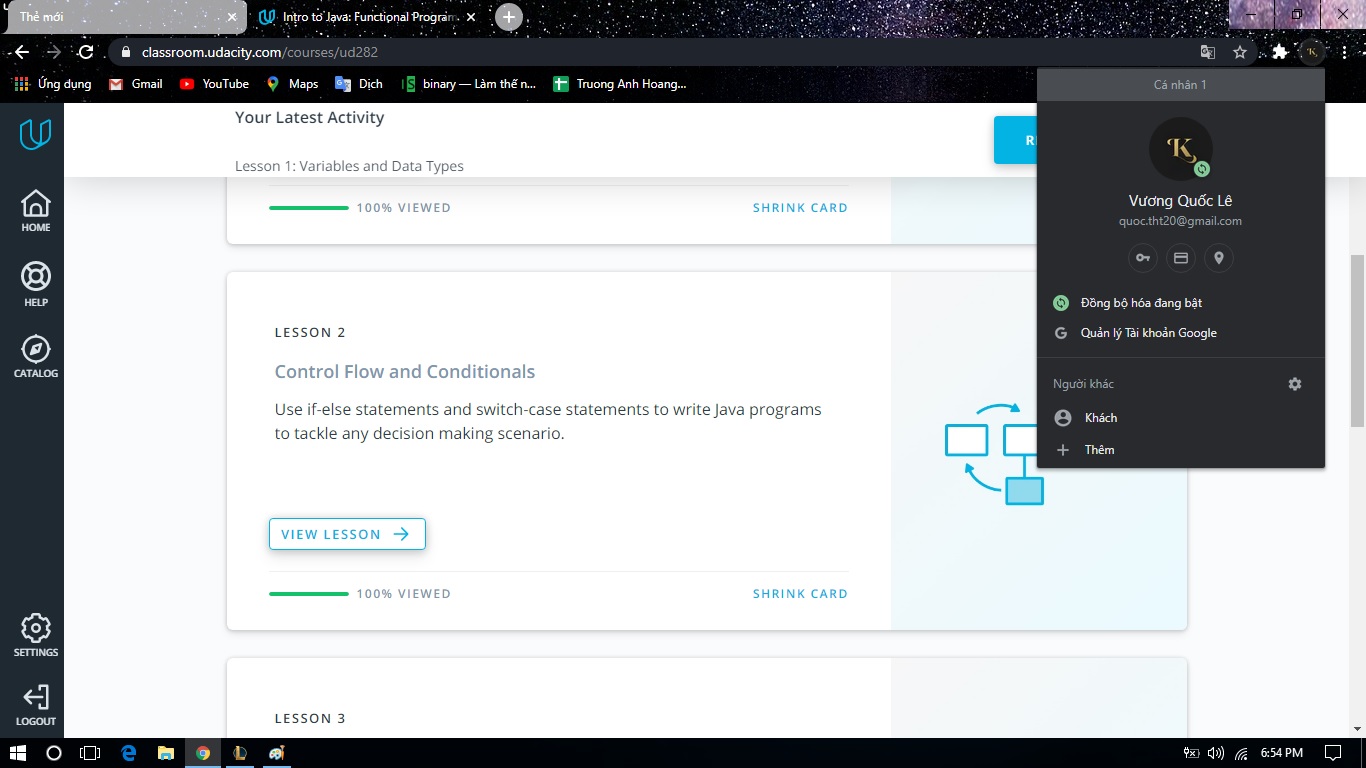 Thẻ mới
Intro to Java: Functional Program
classroom.udacity.com/courses/ud282
Ứng dụng
Gmail
YouTube
Maps
Dịch
binary — Làm thế n...
Truong Anh Hoang...
Your Latest Activity
Lesson 1: Variables and Data Types
100% VIEWED
SHRINK CARD
HOME
HELP
CATALOG
SETTINGS
LOGOUT
LESSON 2
Control Flow and Conditionals
Use if-else statements and switch-case statements to write Java programs
to tackle any decision making scenario.
VIEW LESSON
100% VIEWED
SHRINK CARD
LESSON 3
Cá nhân 1
K
Vương Quốc Lê
quoc.tht20@gmail.com
Đồng bộ hóa đang bật
Quản lý Tài khoản Google
Người khác
Khách
Thêm
6:54 PM